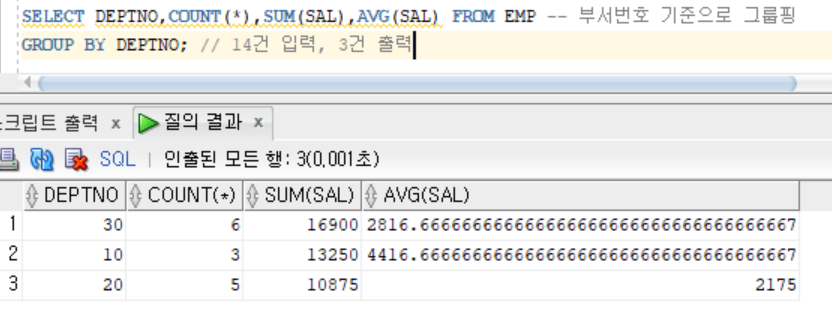 SELECT DEPTNO,COUNT(*),SUM(SAL),AVG(SAL) FROM EMP -- 부서번호 기준으로 그룹핑
GROUP BY DEPTNO; // 14건 입력, 3건 출력
스크립트 출력 x 질의 결과 x
SQL | 인출된 모든 행: 3(0,001초)
DEPTNO COUNT(*) SUM(SAL) AVG(SAL)
1 30 6 16900 2816.666666666666666666666666666666666667
2 10 3 13250 4416.666666666666666666666666666666666667
3 20 5 10875 2175